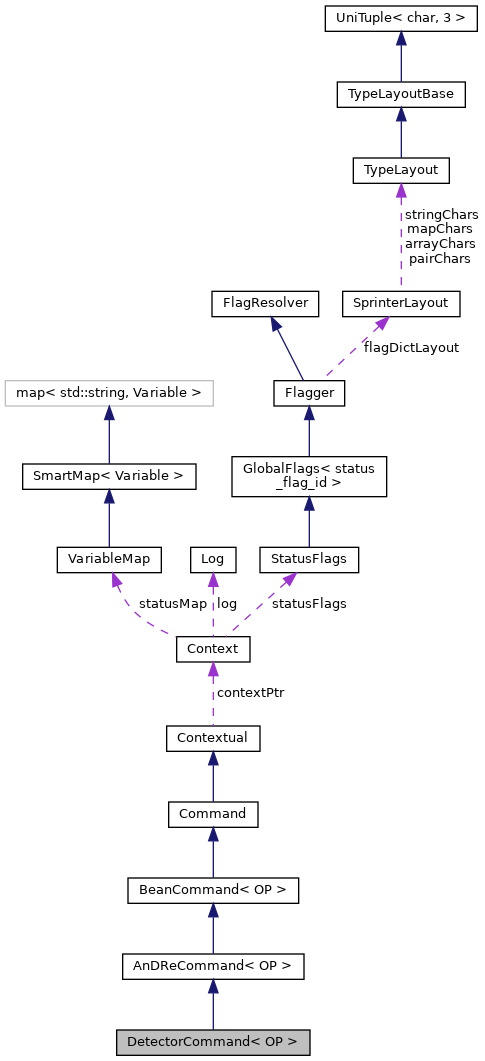 UniTuple< char, 3 >
TypeLayoutBase
TypeLayout
stringChars
mapChars
arrayChars
pairChars
FlagResolver
SprinterLayout
flagDictLayout
map< std::string, Variable >
Flagger
SmartMap< Variable >
GlobalFlags< status
_flag_id >
VariableMap
Log
StatusFlags
statusMap
log
statusFlags
Context
contextPtr
Contextual
Command
BeanCommand< OP >
AnDReCommand< OP >
DetectorCommand< OP >